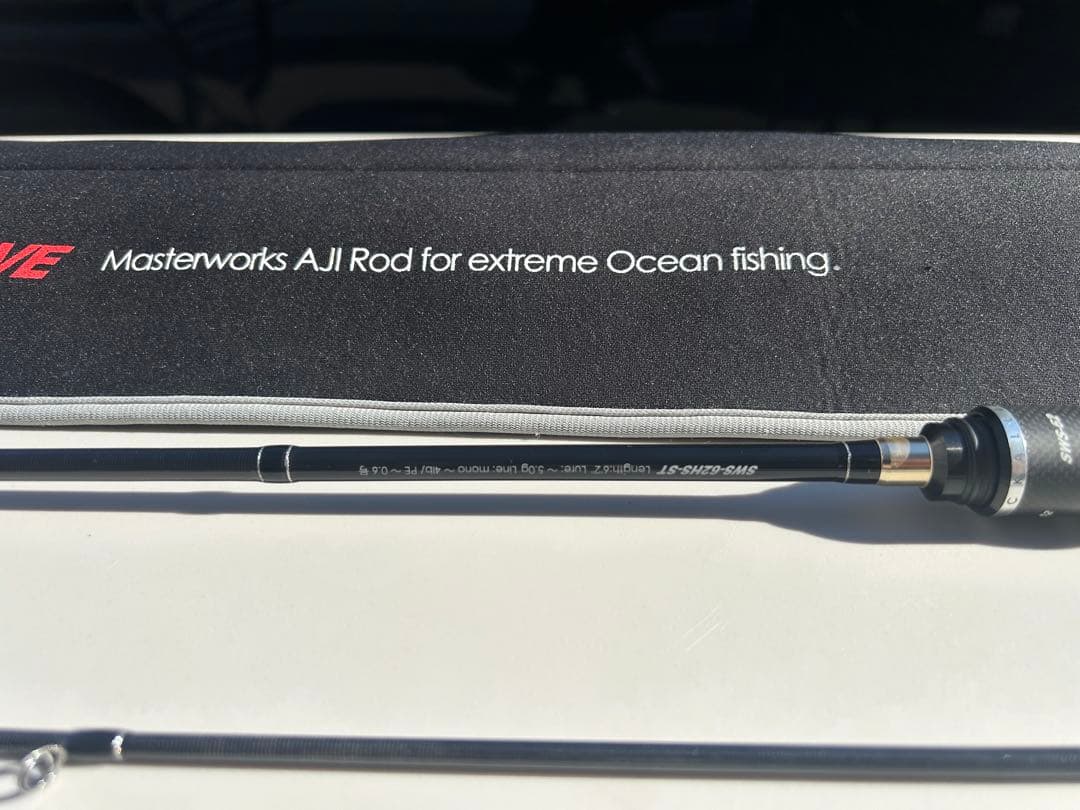 VE Masterworks AJI Rod for extreme Ocean fishing.
SWS-62HS-ST Length:6'2" Lure:～5.0g Line: mono:～4lb/ PE ～0.6号
CKAL